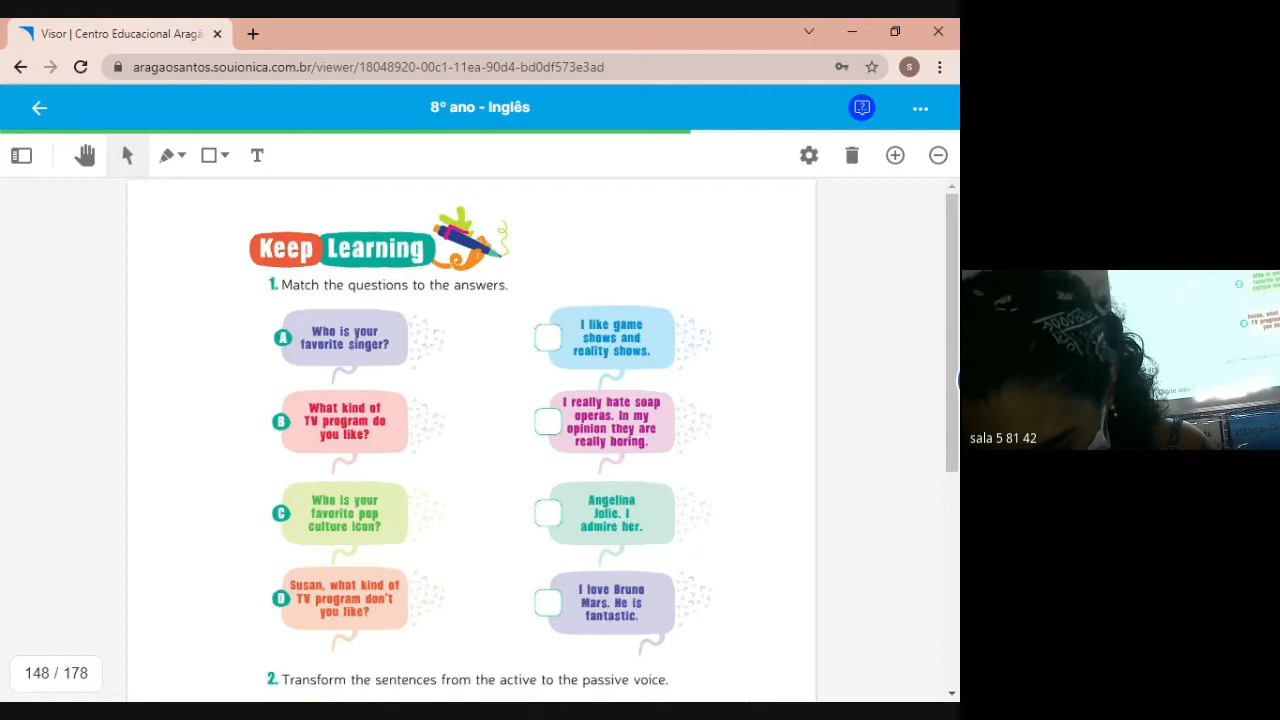 Visor | Centro Educacional Aragã
aragaosantos.souionica.com.br/viewer/18048920-00c1-11ea-90d4-bd0df573e3ad
s
8º ano - Inglês
T
Keep Learning
1. Match the questions to the answers.
A
Who is your
favorite singer?
I like game
shows and
reality shows.
B
What kind of
TV program do
you like?
I really hate soap
operas. In my
opinion they are
really boring.
C
Who is your
favorite pop
culture icon?
Angelina
Jolie. I
admire her.
D
Susan, what kind of
TV program don't
you like?
I love Bruno
Mars. He is
fantastic.
148 / 178
2. Transform the sentences from the active to the passive voice.
sala 5 81 42